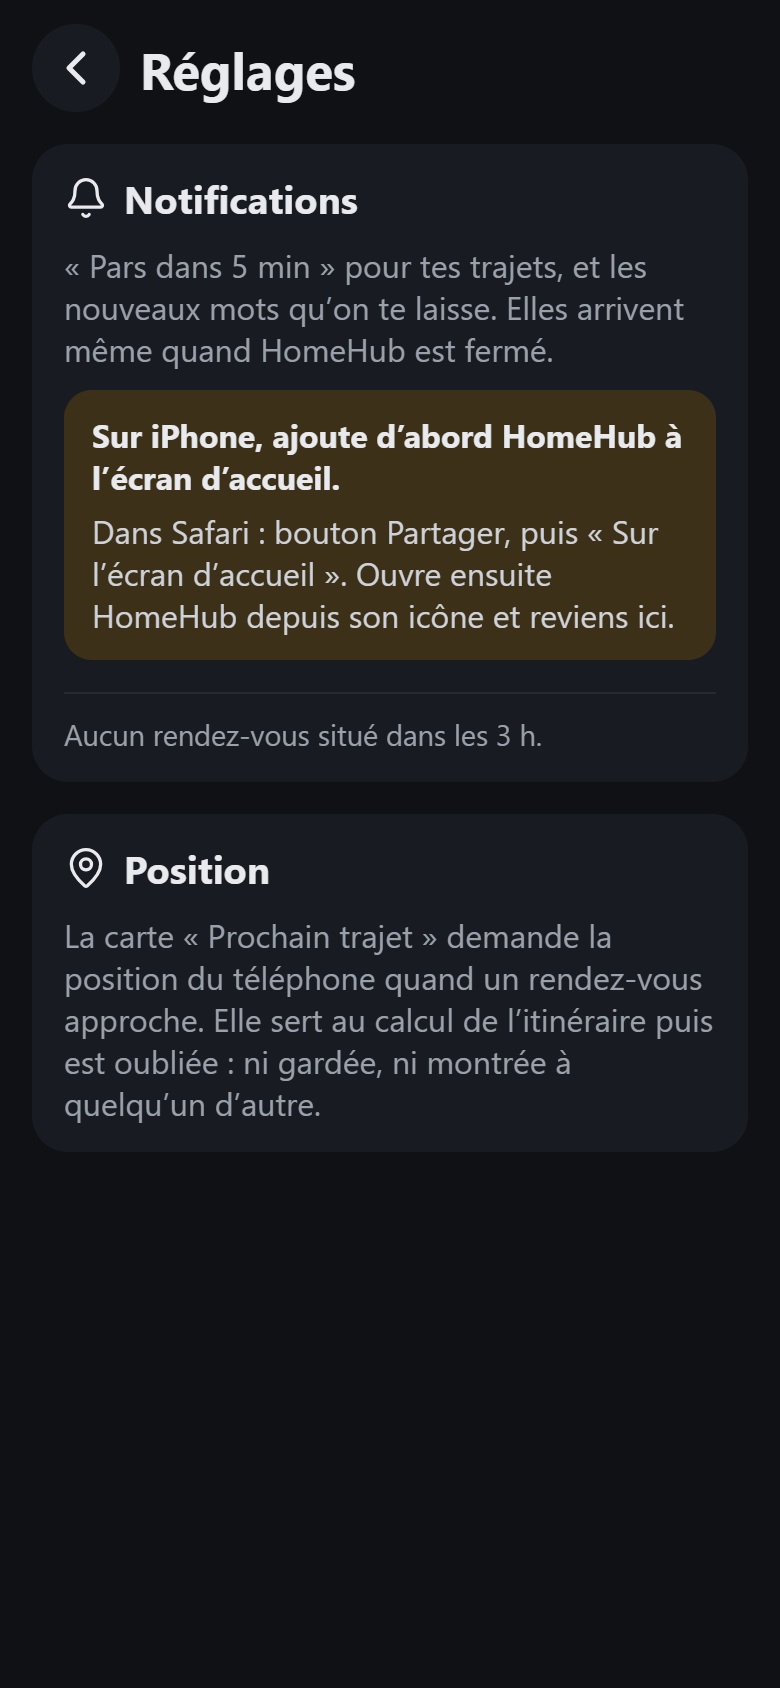 Réglages
Notifications
« Pars dans 5 min » pour tes trajets, et les
nouveaux mots qu’on te laisse. Elles arrivent
même quand HomeHub est fermé.
Sur iPhone, ajoute d’abord HomeHub à
l’écran d’accueil.
Dans Safari : bouton Partager, puis « Sur
l’écran d’accueil ». Ouvre ensuite
HomeHub depuis son icône et reviens ici.
Aucun rendez-vous situé dans les 3 h.
Position
La carte « Prochain trajet » demande la
position du téléphone quand un rendez-vous
approche. Elle sert au calcul de l’itinéraire puis
est oubliée : ni gardée, ni montrée à
quelqu’un d’autre.